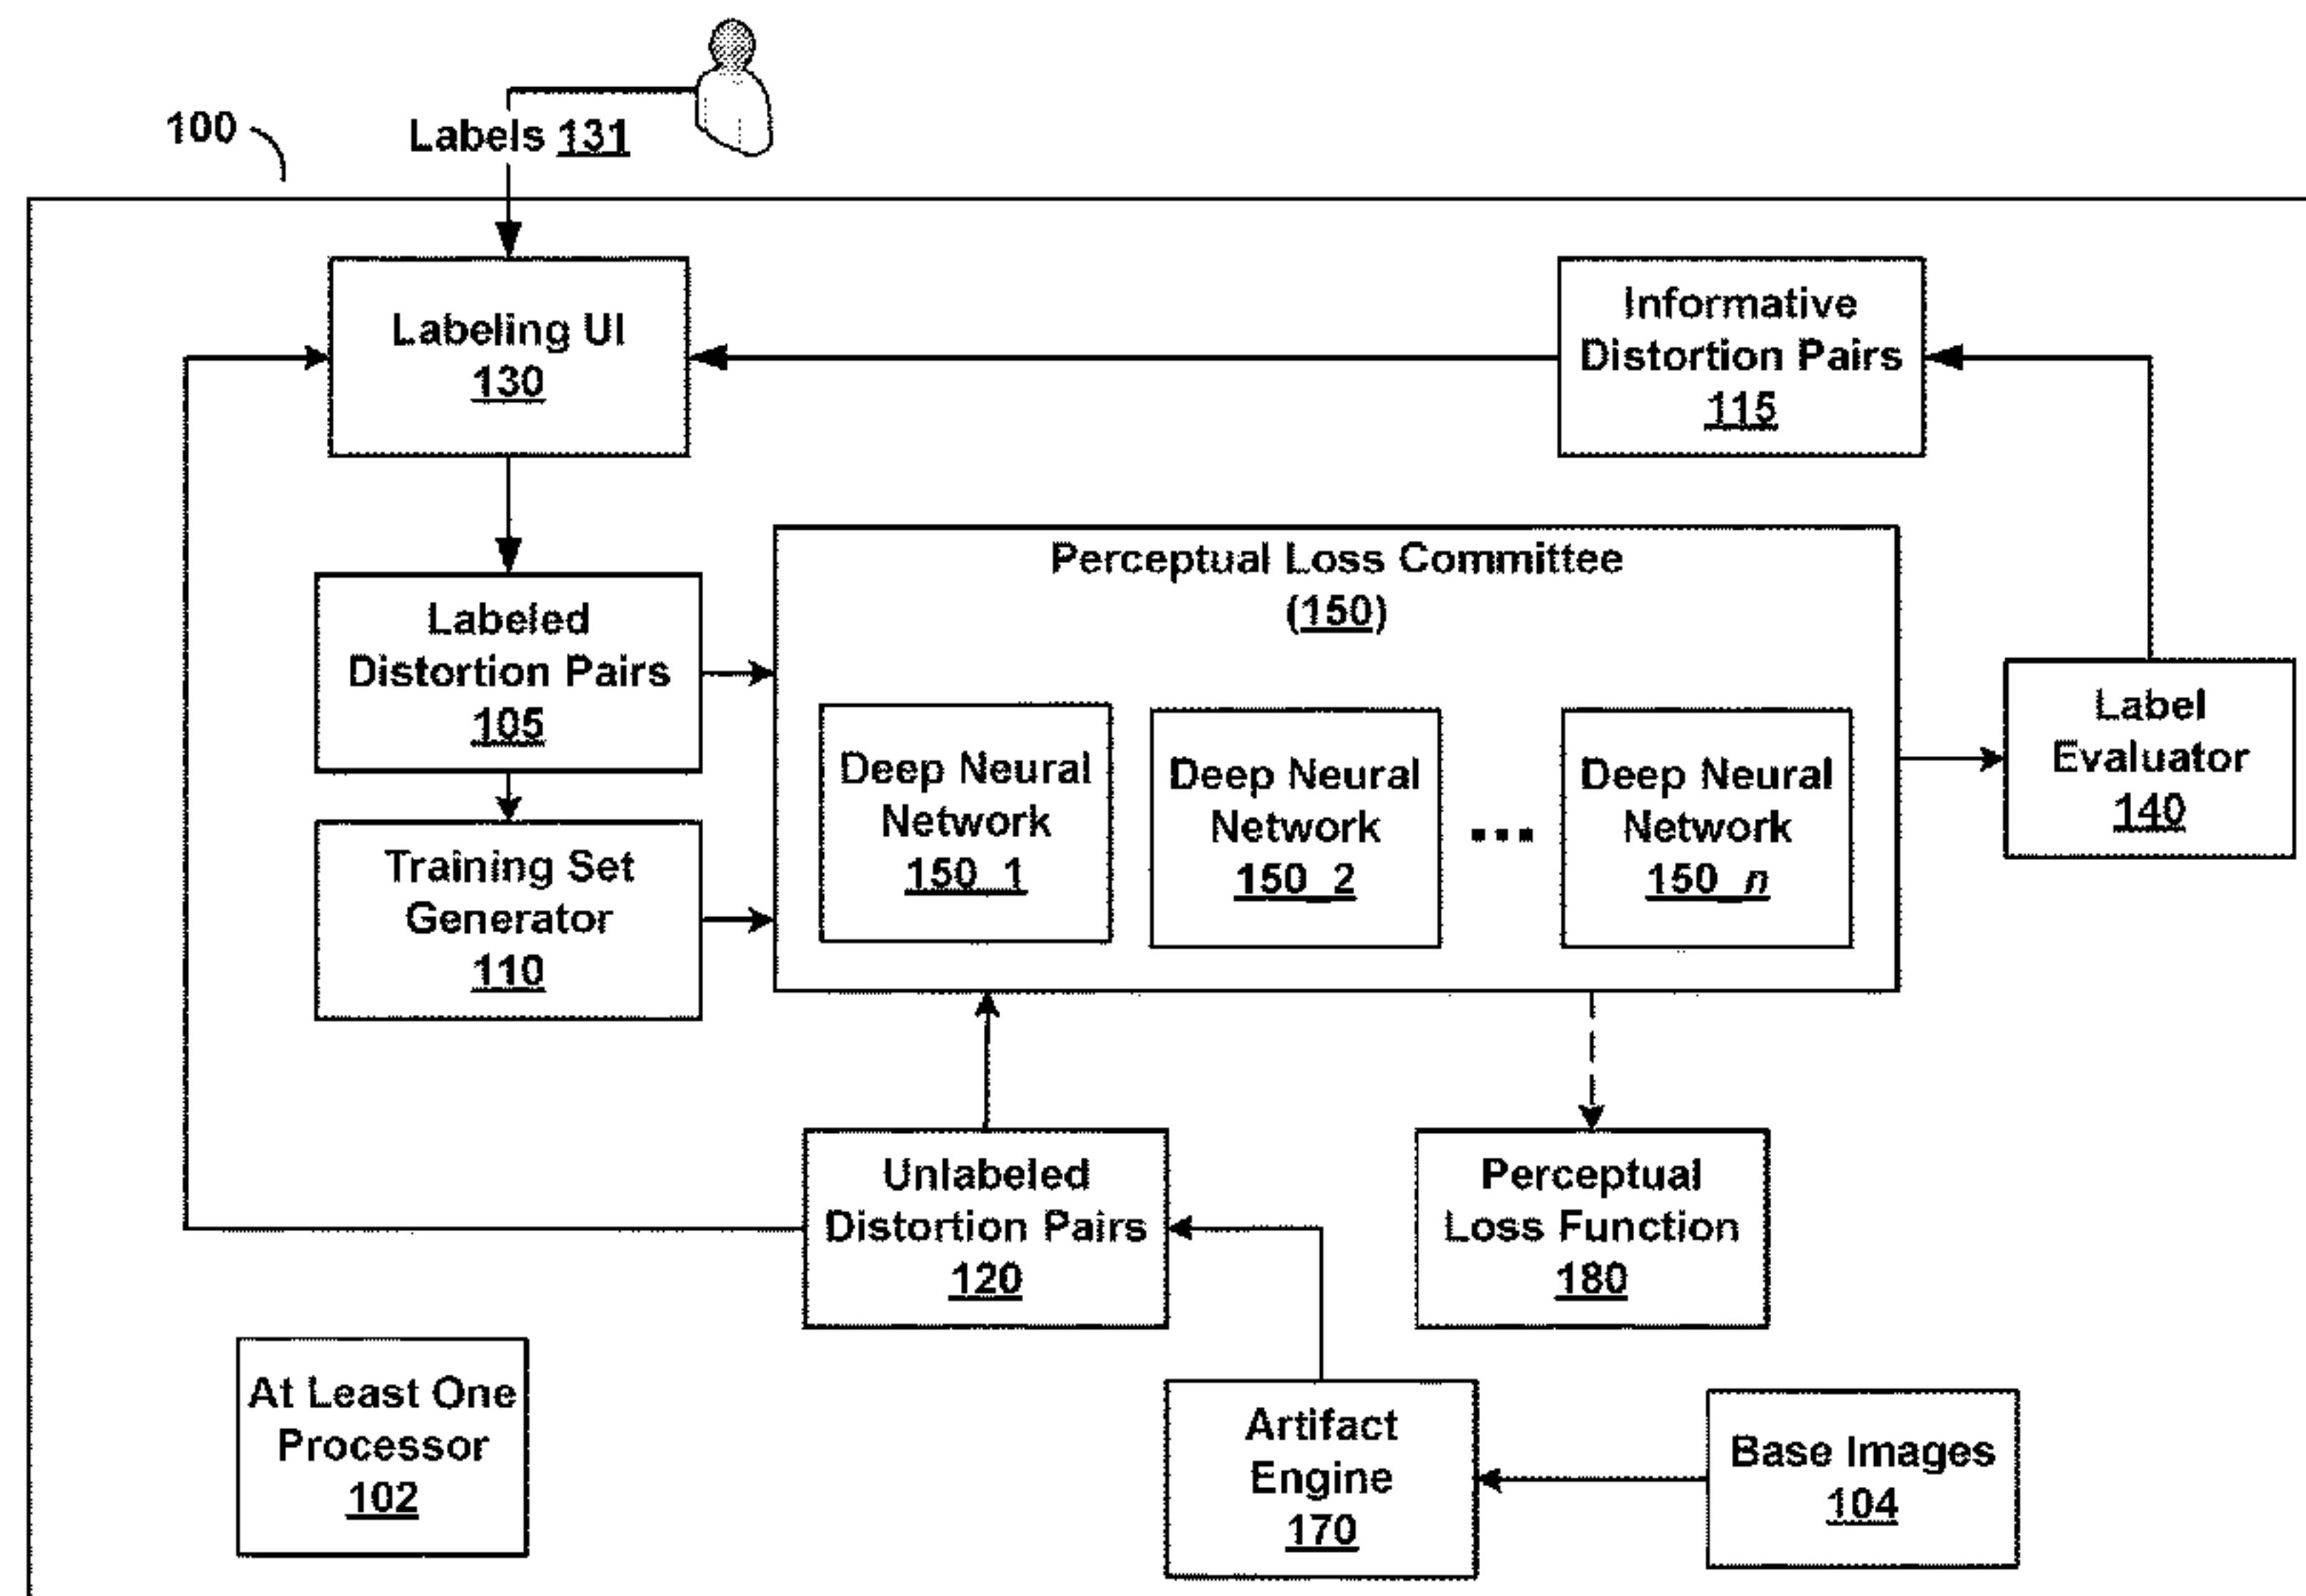 100
Labels 131
Labeling UI
130
Informative
Distortion Pairs
115
Perceptual Loss Committee
(150)
Labeled
Distortion Pairs
105
Deep Neural
Network
150_1
Deep Neural
Network
150_2
...
Deep Neural
Network
150_n
Label
Evaluator
140
Training Set
Generator
110
Unlabeled
Distortion Pairs
120
Perceptual
Loss Function
180
At Least One
Processor
102
Artifact
Engine
170
Base Images
104